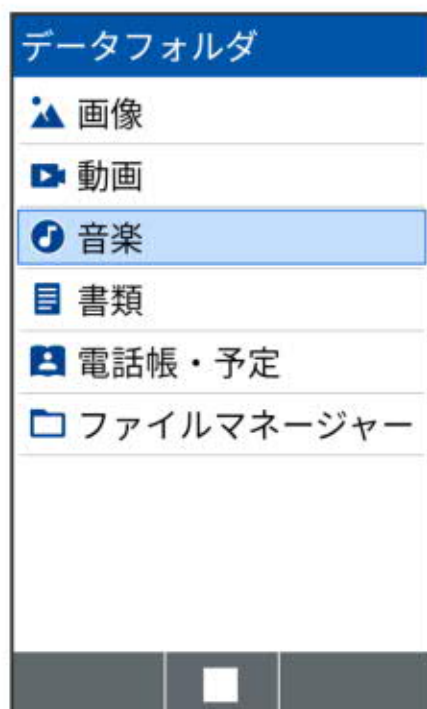 データフォルダ
画像
動画
音楽
書類
電話帳・予定
ファイルマネージャー